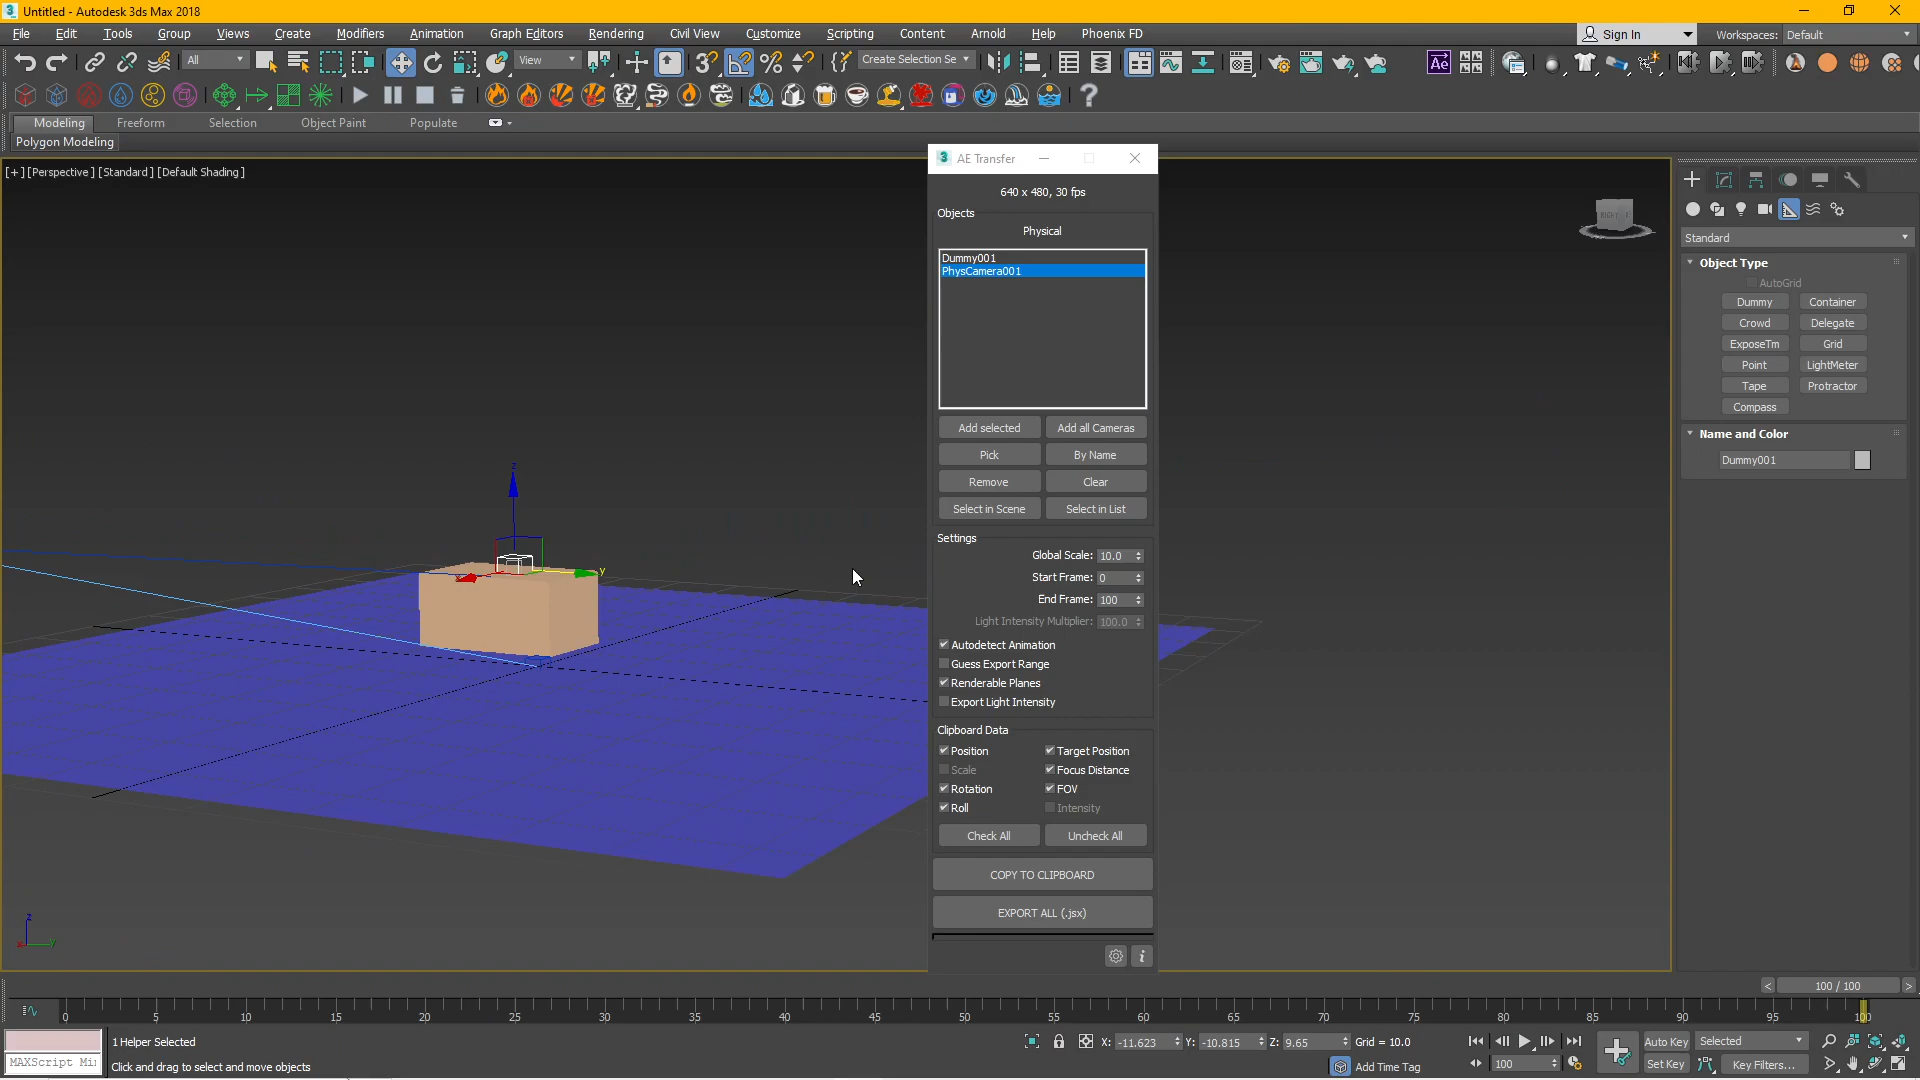 Untitled - Autodesk 3ds Max 2018
File Edit Tools Group Views Create Modifiers Animation Graph Editors Rendering Civil View Customize Scripting Content Arnold Help Phoenix FD
Sign In
Workspaces: Default
All
View
Create Selection Se
Ae
Modeling Freeform Selection Object Paint Populate
Polygon Modeling
[+] [Perspective] [Standard] [Default Shading]
RIGHT
z
y
z
x
y
AE Transfer
640 x 480, 30 fps
Objects
Physical
Dummy001
PhysCamera001
Add selected Add all Cameras
Pick By Name
Remove Clear
Select in Scene Select in List
Settings
Global Scale: 10.0
Start Frame: 0
End Frame: 100
Light Intensity Multiplier: 100.0
Autodetect Animation
Guess Export Range
Renderable Planes
Export Light Intensity
Clipboard Data
Position Target Position
Scale Focus Distance
Rotation FOV
Roll Intensity
Check All Uncheck All
COPY TO CLIPBOARD
EXPORT ALL (.jsx)
i
Standard
Object Type
AutoGrid
Dummy Container
Crowd Delegate
ExposeTm Grid
Point LightMeter
Tape Protractor
Compass
Name and Color
Dummy001
< 100 / 100 >
0 5 10 15 20 25 30 35 40 45 50 55 60 65 70 75 80 85 90 95 100
1 Helper Selected
MAXScript Mi
Click and drag to select and move objects
X: -11.623 Y: -10.815 Z: 9.65 Grid = 10.0
Add Time Tag
100
Auto Key Selected
Set Key Key Filters...